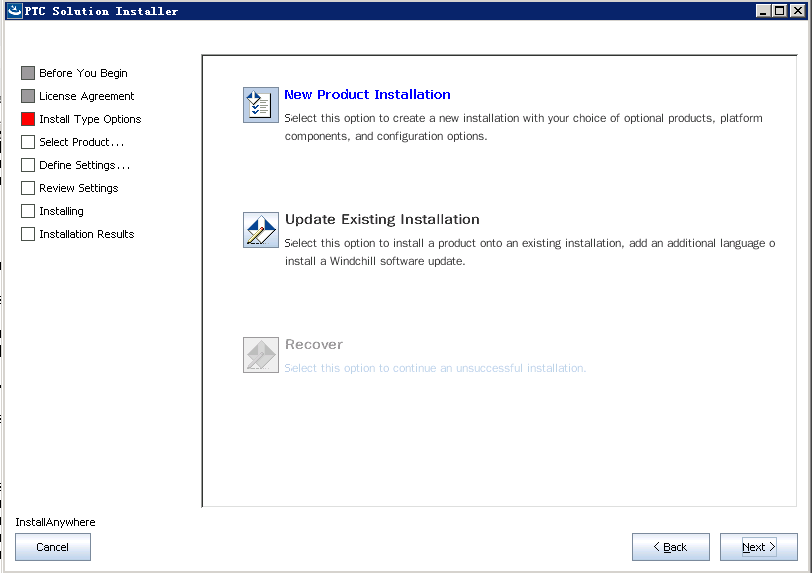 PTC Solution Installer
Before You Begin
License Agreement
Install Type Options
Select Product...
Define Settings...
Review Settings
Installing
Installation Results
New Product Installation
Select this option to create a new installation with your choice of optional products, platform
components, and configuration options.
Update Existing Installation
Select this option to install a product onto an existing installation, add an additional language o
install a Windchill software update.
Recover
Select this option to continue an unsuccessful installation.
InstallAnywhere
Cancel
< Back
Next >